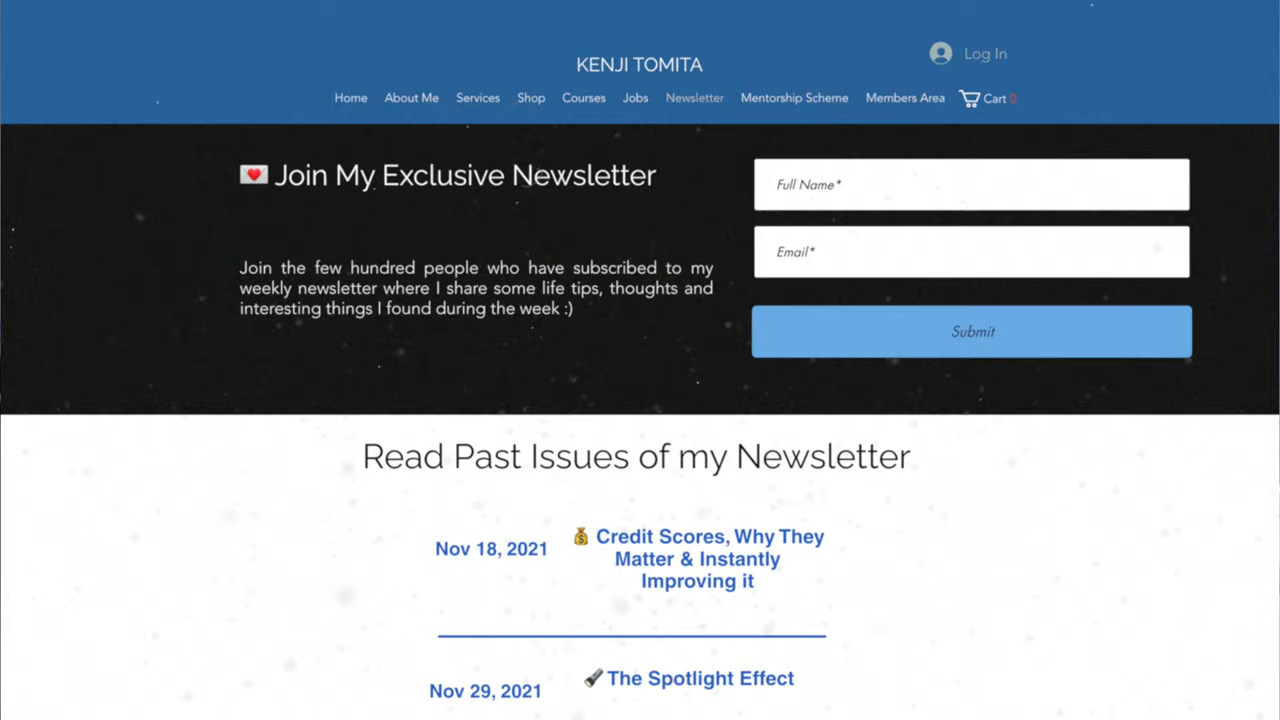 Log In
KENJI TOMITA
Home About Me Services Shop Courses Jobs Newsletter Mentorship Scheme Members Area Cart 0
💌 Join My Exclusive Newsletter
Full Name*
Email*
Join the few hundred people who have subscribed to my
weekly newsletter where I share some life tips, thoughts and
interesting things I found during the week :)
Submit
Read Past Issues of my Newsletter
Nov 18, 2021
💰 Credit Scores, Why They
Matter & Instantly
Improving it
Nov 29, 2021
🔦 The Spotlight Effect